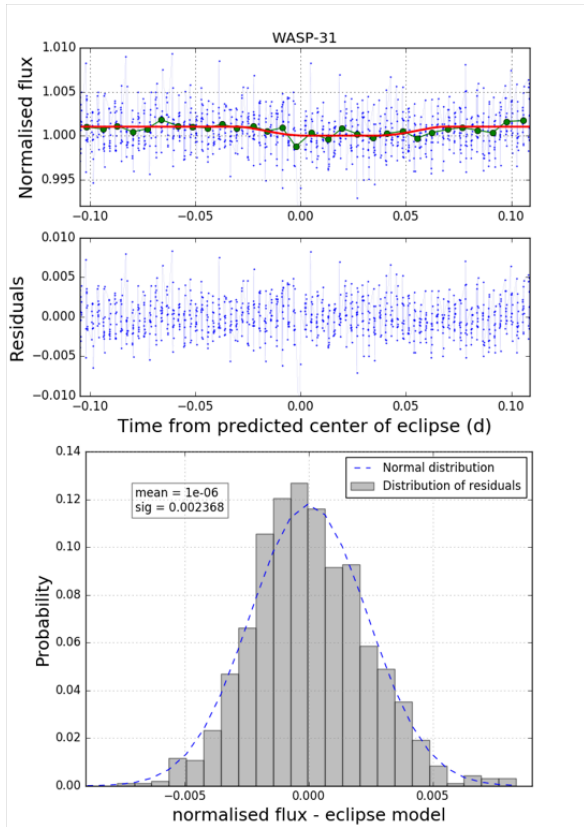 WASP-31
Normalised flux
1.010
1.005
1.000
0.995
−0.10 −0.05 0.00 0.05 0.10
Residuals
0.010
0.005
0.000
−0.005
−0.010
−0.10 −0.05 0.00 0.05 0.10
Time from predicted center of eclipse (d)
Probability
0.14
0.12
0.10
0.08
0.06
0.04
0.02
0.00
mean = 1e-06
sig = 0.002368
Normal distribution
Distribution of residuals
−0.005 0.000 0.005
normalised flux - eclipse model